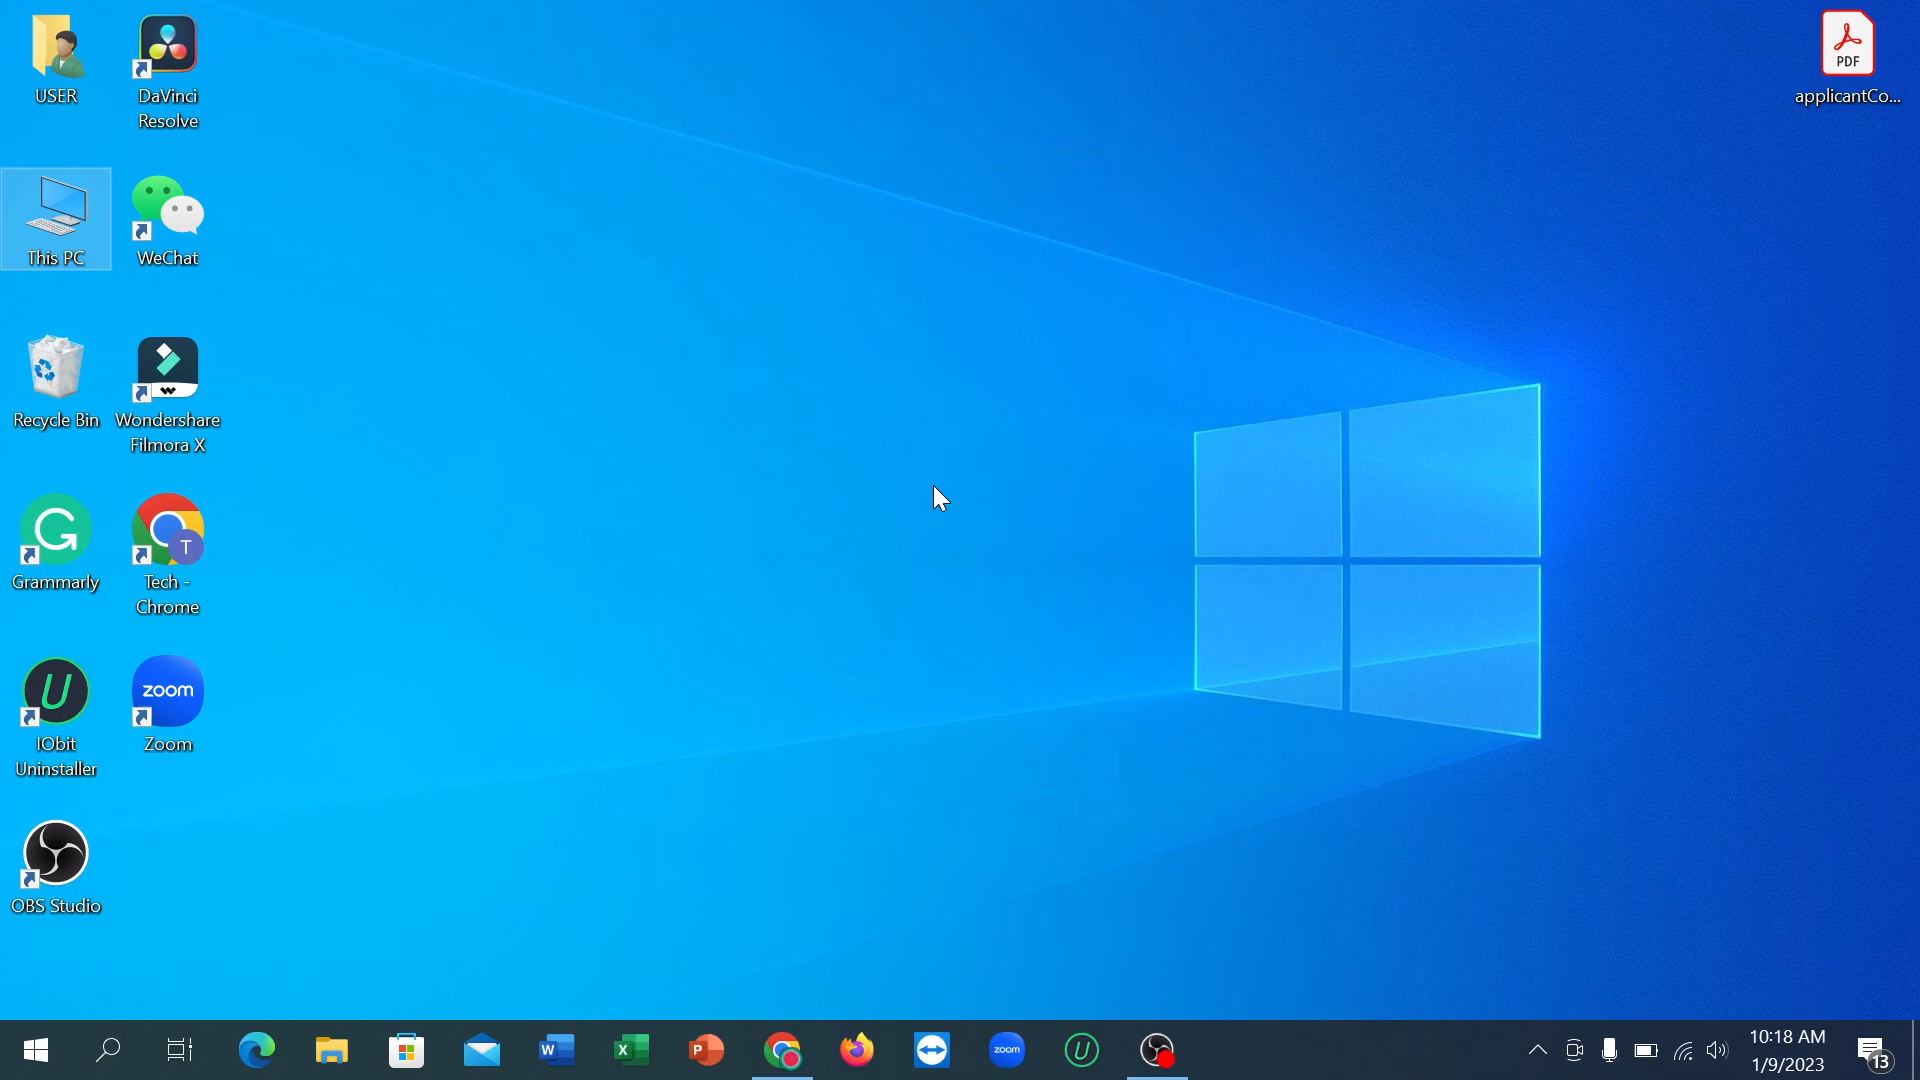 USER
DaVinci
Resolve
PDF
applicantCo...
This PC
WeChat
Recycle Bin
Wondershare
Filmora X
G
T
Grammarly
Tech -
Chrome
U
zoom
IObit
Uninstaller
Zoom
OBS Studio
W
X
P
zoom
U
10:18 AM
1/9/2023
13